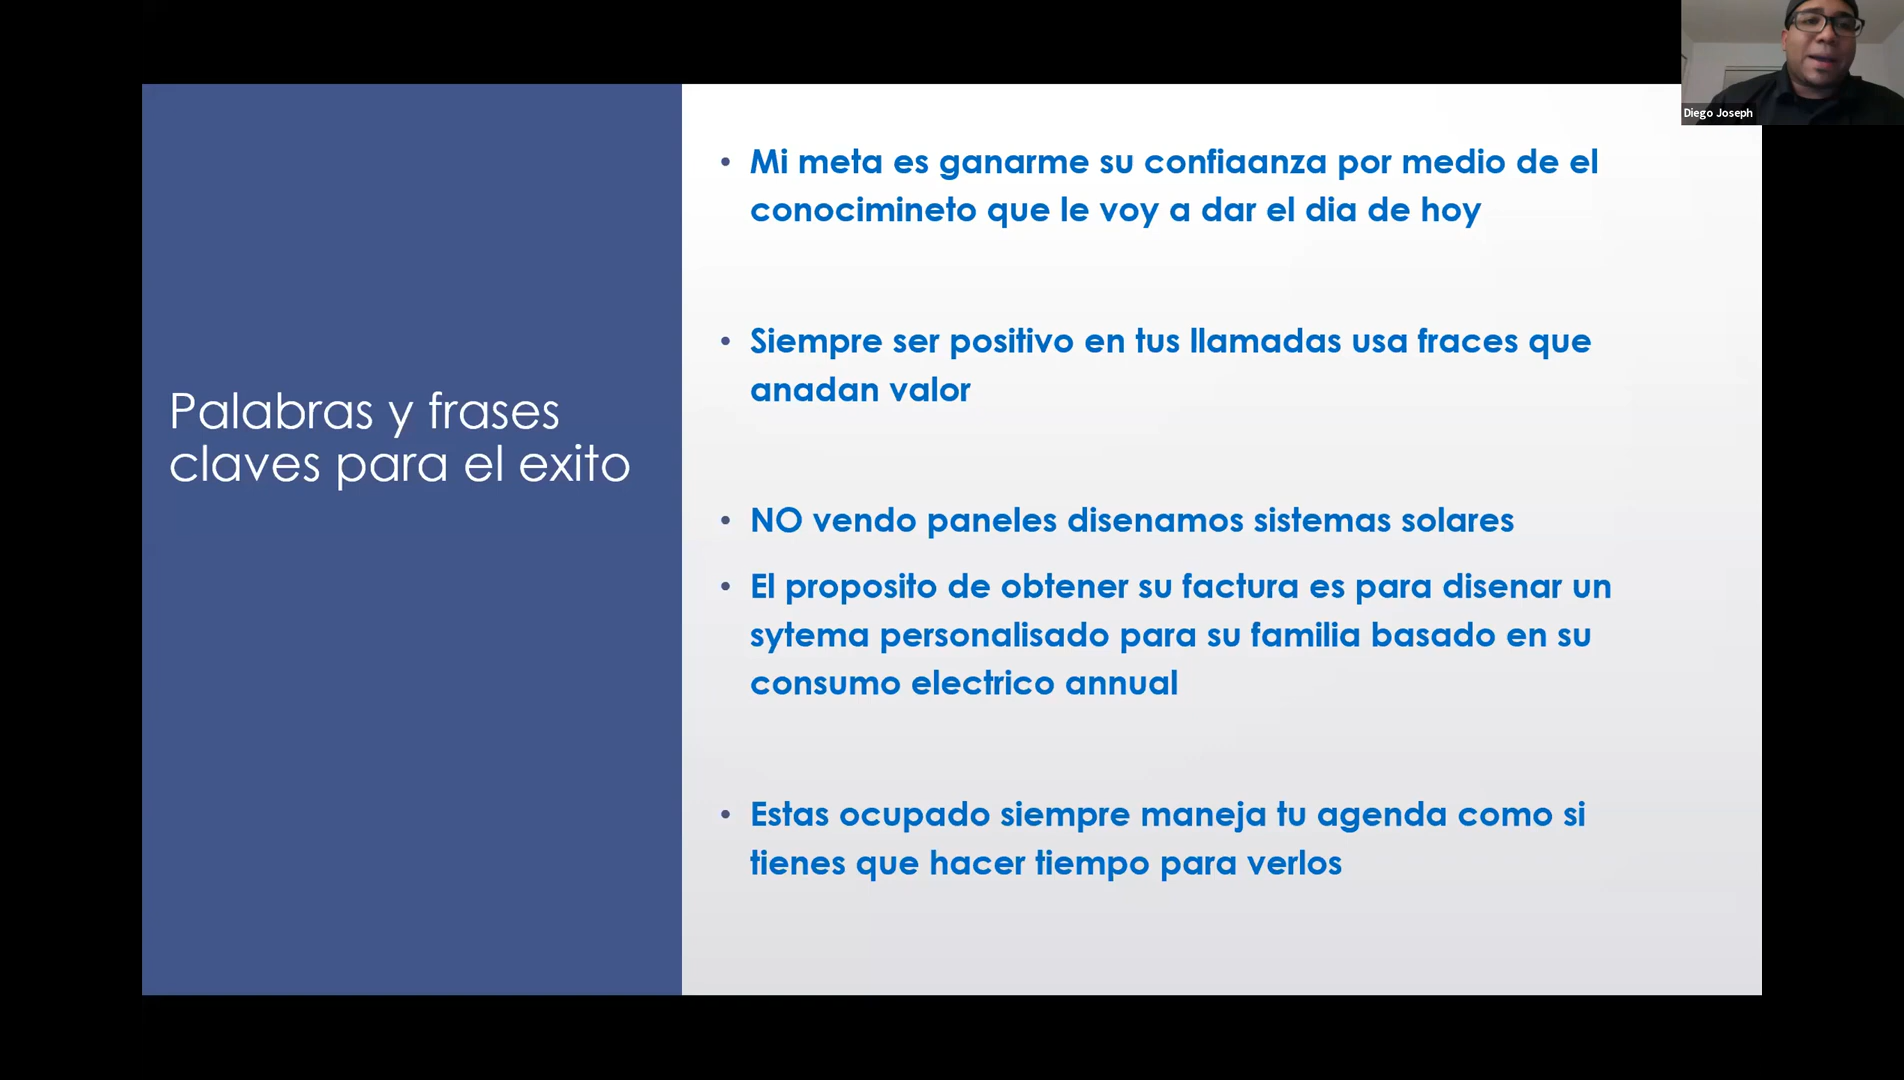 Diego Joseph
Palabras y frases
claves para el exito
• Mi meta es ganarme su confiaanza por medio de el
conocimineto que le voy a dar el dia de hoy
• Siempre ser positivo en tus llamadas usa fraces que
anadan valor
• NO vendo paneles disenamos sistemas solares
• El proposito de obtener su factura es para disenar un
sytema personalisado para su familia basado en su
consumo electrico annual
• Estas ocupado siempre maneja tu agenda como si
tienes que hacer tiempo para verlos